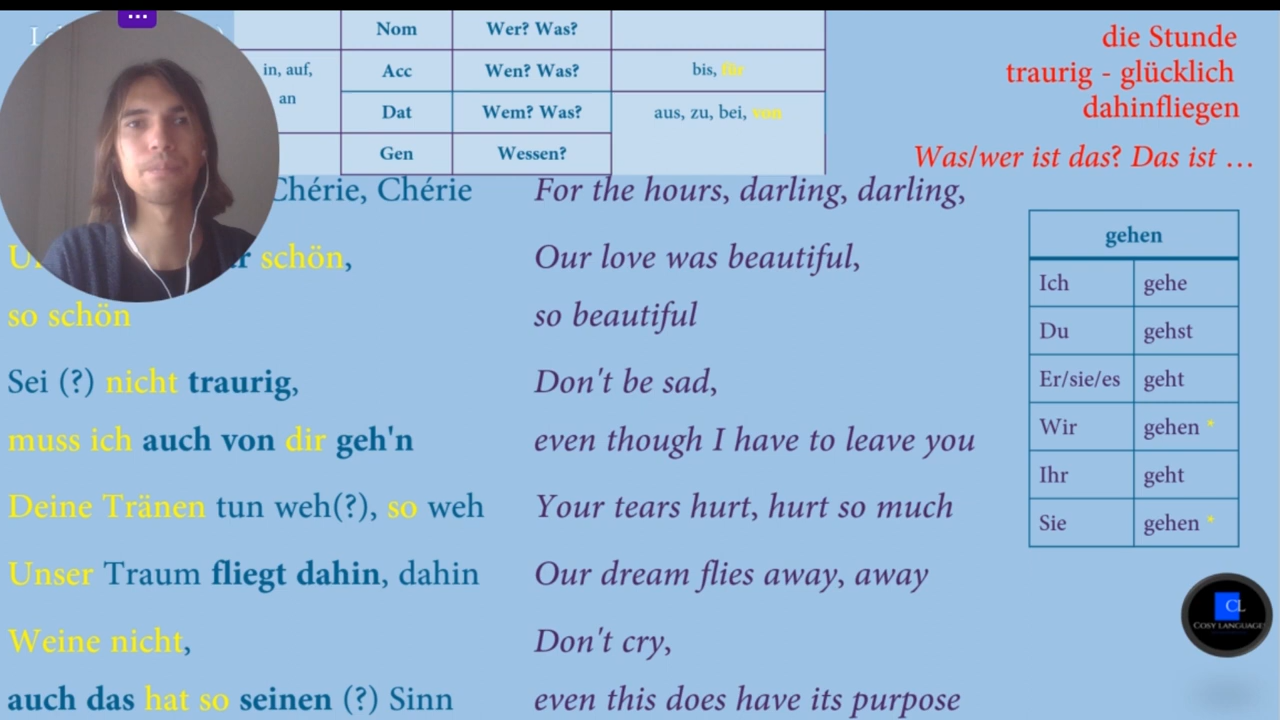 Nom Wer? Was?
in, auf, an Acc Wen? Was? bis, für
Dat Wem? Was? aus, zu, bei, von
Gen Wessen?
die Stunde
traurig - glücklich
dahinfliegen
Was/wer ist das? Das ist ...
Chérie, Chérie For the hours, darling, darling,
schön, Our love was beautiful,
so schön so beautiful
Sei (?) nicht traurig, Don't be sad,
muss ich auch von dir geh'n even though I have to leave you
Deine Tränen tun weh(?), so weh Your tears hurt, hurt so much
Unser Traum fliegt dahin, dahin Our dream flies away, away
Weine nicht, Don't cry,
auch das hat so seinen (?) Sinn even this does have its purpose
gehen
Ich gehe
Du gehst
Er/sie/es geht
Wir gehen *
Ihr geht
Sie gehen *
CL
COSY LANGUAGES